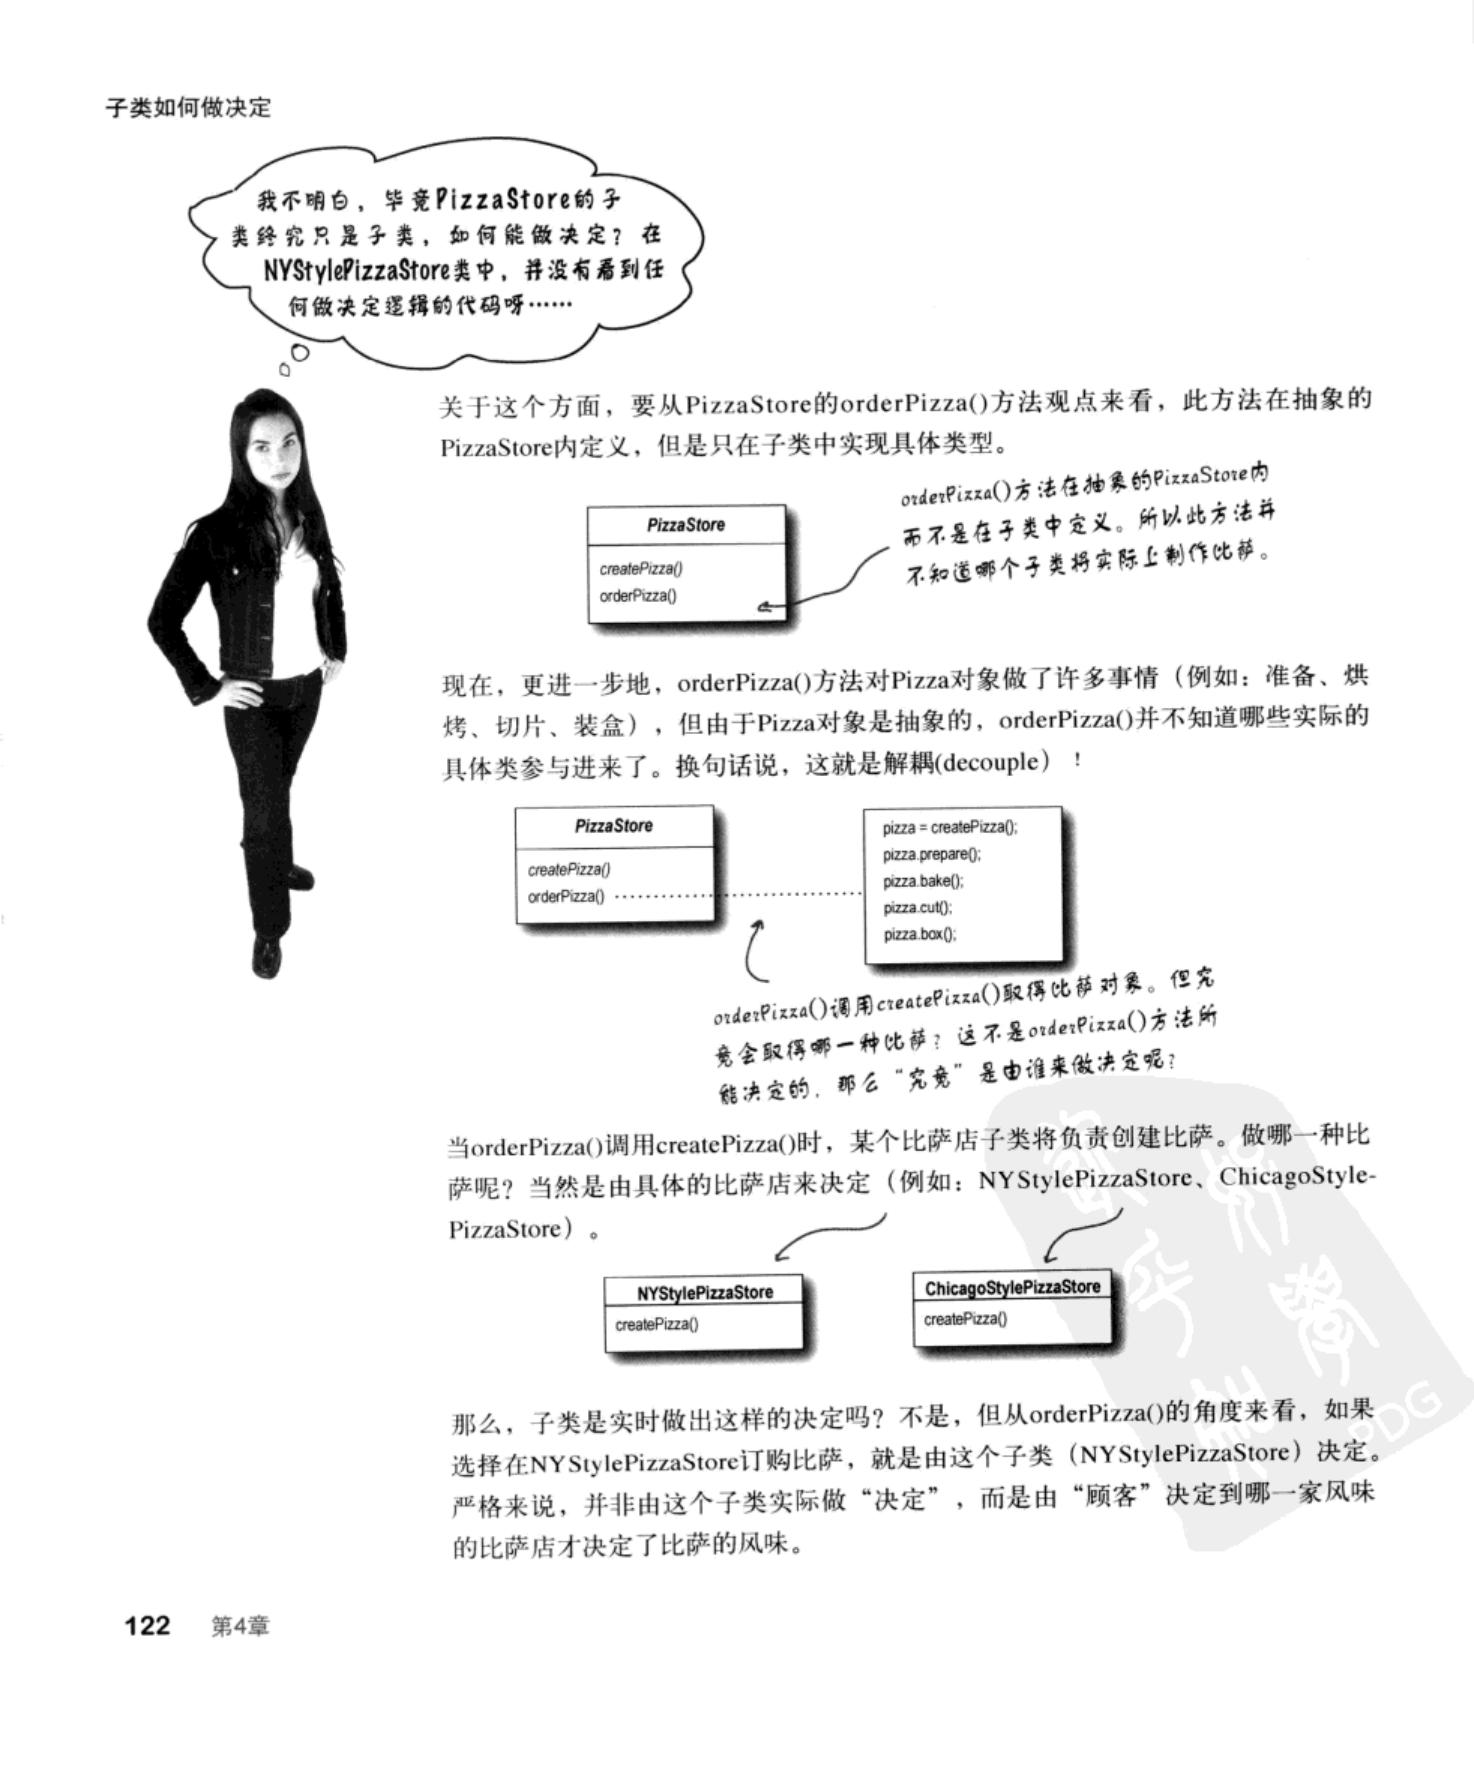 子类如何做决定
我不明白，毕竟PizzaStore的子
类终究只是子类，如何能做决定？在
NYStylePizzaStore类中，并没有看到任
何做决定逻辑的代码呀……
关于这个方面，要从PizzaStore的orderPizza()方法观点来看，此方法在抽象的
PizzaStore内定义，但是只在子类中实现具体类型。
PizzaStore
createPizza()
orderPizza()
orderPizza()方法在抽象的PizzaStore内
而不是在子类中定义。所以此方法并
不知道哪个子类将实际上制作比萨。
现在，更进一步地，orderPizza()方法对Pizza对象做了许多事情（例如：准备、烘
烤、切片、装盒），但由于Pizza对象是抽象的，orderPizza()并不知道哪些实际的
具体类参与进来了。换句话说，这就是解耦(decouple）！
PizzaStore
createPizza()
orderPizza()
pizza = createPizza();
pizza.prepare();
pizza.bake();
pizza.cut();
pizza.box();
orderPizza()调用createPizza()取得比萨对象。但究
竟会取得哪一种比萨？这不是orderPizza()方法所
能决定的，那么“究竟”是由谁来做决定呢？
当orderPizza()调用createPizza()时，某个比萨店子类将负责创建比萨。做哪一种比
萨呢？当然是由具体的比萨店来决定（例如：NYStylePizzaStore、ChicagoStyle-
PizzaStore）。
NYStylePizzaStore
createPizza()
ChicagoStylePizzaStore
createPizza()
那么，子类是实时做出这样的决定吗？不是，但从orderPizza()的角度来看，如果
选择在NYStylePizzaStore订购比萨，就是由这个子类（NYStylePizzaStore）决定。
严格来说，并非由这个子类实际做“决定”，而是由“顾客”决定到哪一家风味
的比萨店才决定了比萨的风味。
PDG
122 第4章